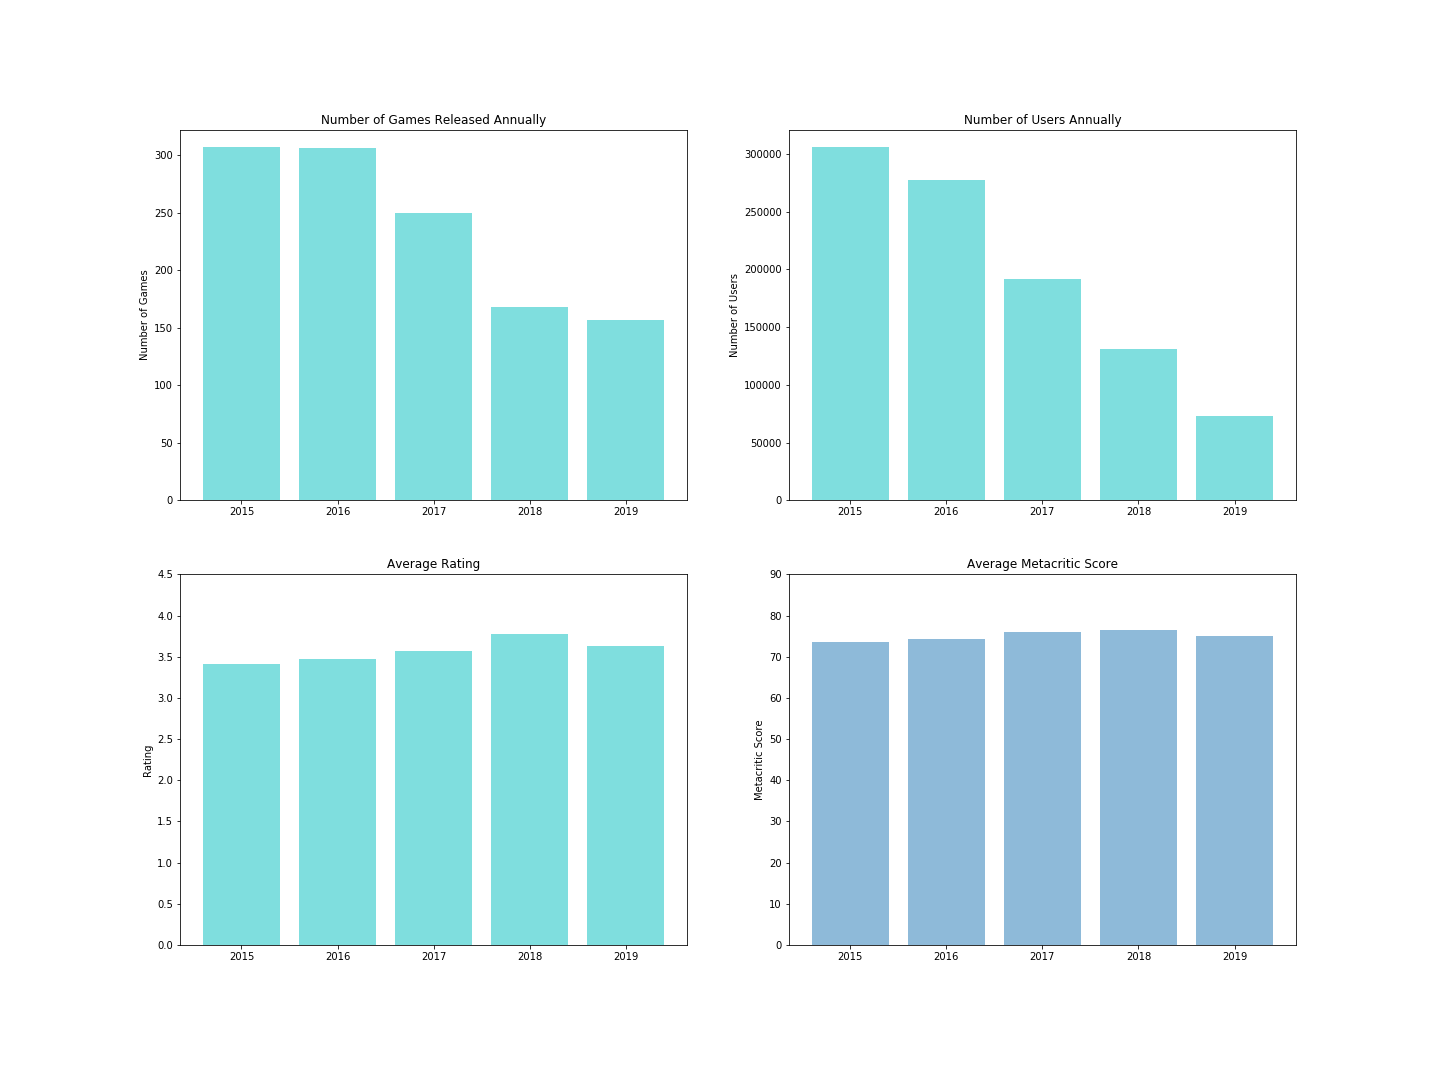 Number of Games Released Annually
Number of Games
300
250
200
150
100
50
0
2015 2016 2017 2018 2019
Number of Users Annually
Number of Users
300000
250000
200000
150000
100000
50000
0
2015 2016 2017 2018 2019
Average Rating
Rating
4.5
4.0
3.5
3.0
2.5
2.0
1.5
1.0
0.5
0.0
2015 2016 2017 2018 2019
Average Metacritic Score
Metacritic Score
90
80
70
60
50
40
30
20
10
0
2015 2016 2017 2018 2019